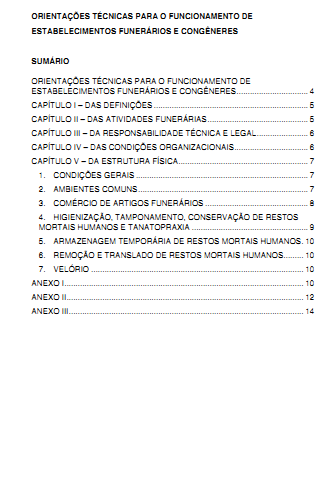 ORIENTAÇÕES TÉCNICAS PARA O FUNCIONAMENTO DE
ESTABELECIMENTOS FUNERÁRIOS E CONGÊNERES
SUMÁRIO
ORIENTAÇÕES TÉCNICAS PARA O FUNCIONAMENTO DE
ESTABELECIMENTOS FUNERÁRIOS E CONGÊNERES................................ 4
CAPÍTULO I – DAS DEFINIÇÕES ................................ 5
CAPÍTULO II – DAS ATIVIDADES FUNERÁRIAS................................ 5
CAPÍTULO III – DA RESPONSABILIDADE TÉCNICA E LEGAL................................ 6
CAPÍTULO IV – DAS CONDIÇÕES ORGANIZACIONAIS................................ 6
CAPÍTULO V – DA ESTRUTURA FÍSICA................................ 7
1. CONDIÇÕES GERAIS ................................ 7
2. AMBIENTES COMUNS ................................ 7
3. COMÉRCIO DE ARTIGOS FUNERÁRIOS ................................ 8
4. HIGIENIZAÇÃO, TAMPONAMENTO, CONSERVAÇÃO DE RESTOS
MORTAIS HUMANOS E TANATOPRAXIA ................................ 9
5. ARMAZENAGEM TEMPORÁRIA DE RESTOS MORTAIS HUMANOS. 10
6. REMOÇÃO E TRANSLADO DE RESTOS MORTAIS HUMANOS......... 10
7. VELÓRIO ................................ 10
ANEXO I................................ 10
ANEXO II................................ 12
ANEXO III................................ 14